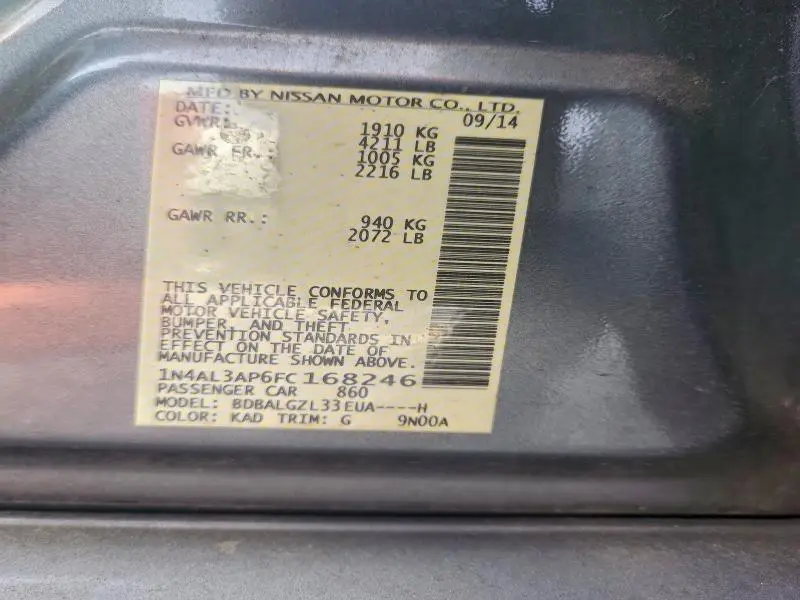 MFD BY NISSAN MOTOR CO., LTD.
DATE: 09/14
GVWR: 1910 KG
4211 LB
GAWR FR.: 1005 KG
2216 LB
GAWR RR.: 940 KG
2072 LB
THIS VEHICLE CONFORMS TO
ALL APPLICABLE FEDERAL
MOTOR VEHICLE SAFETY,
BUMPER, AND THEFT
PREVENTION STANDARDS IN
EFFECT ON THE DATE OF
MANUFACTURE SHOWN ABOVE.
1N4AL3AP6FC168246
PASSENGER CAR 860
MODEL: BDBALGZL33EUA----H
COLOR: KAD TRIM: G 9N00A